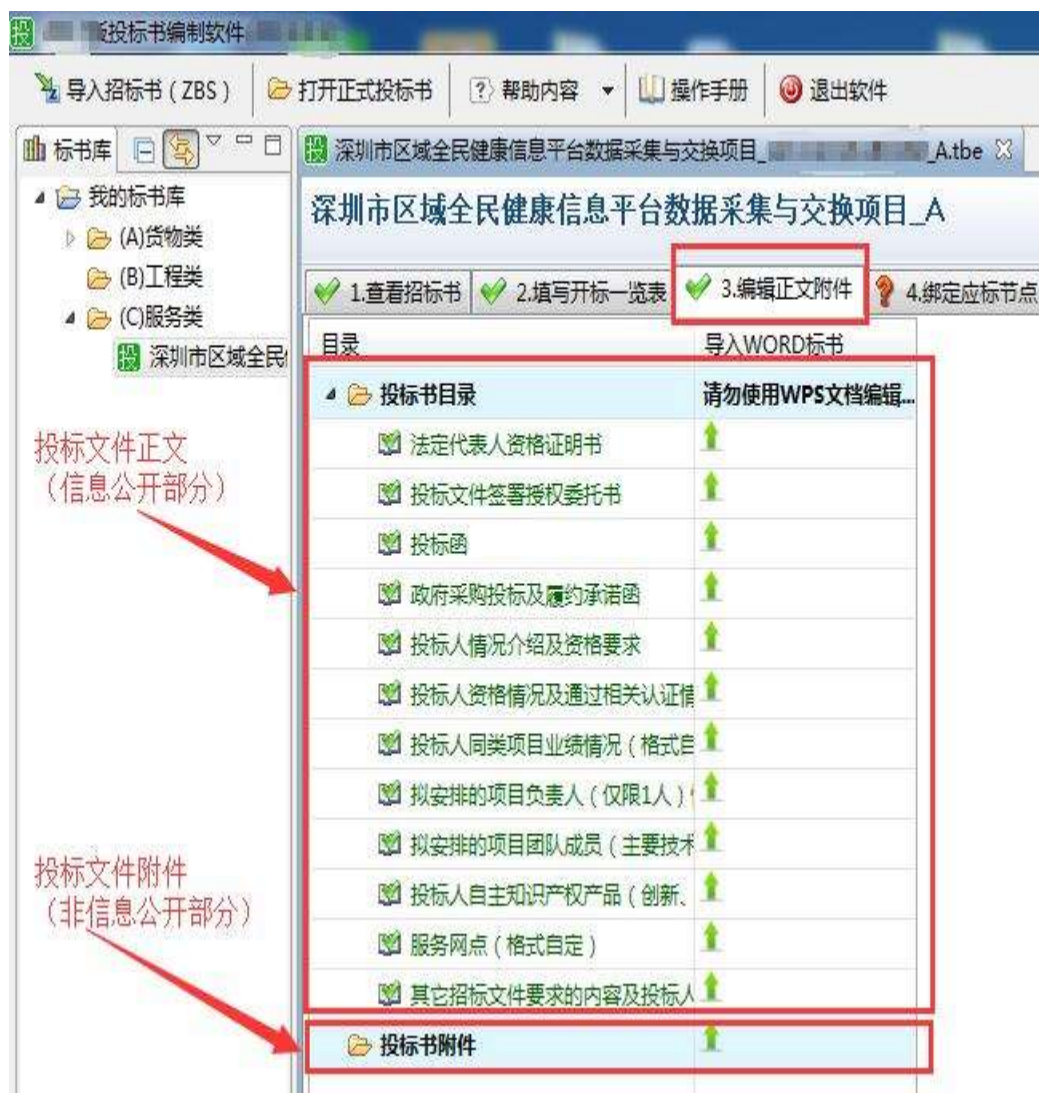 投 版投标书编制软件
导入招标书 ( ZBS ) 打开正式投标书 帮助内容 操作手册 退出软件
标书库
投 深圳市区域全民健康信息平台数据采集与交换项目_ _A.tbe
我的标书库
(A)货物类
(B)工程类
(C)服务类
投 深圳市区域全民
深圳市区域全民健康信息平台数据采集与交换项目_A
1.查看招标书 2.填写开标一览表 3.编辑正文附件 4.绑定应标节点
目录 导入WORD标书
投标书目录 请勿使用WPS文档编辑...
法定代表人资格证明书
投标文件签署授权委托书
投标函
政府采购投标及履约承诺函
投标人情况介绍及资格要求
投标人资格情况及通过相关认证情
投标人同类项目业绩情况 ( 格式自
拟安排的项目负责人 ( 仅限1人 )
拟安排的项目团队成员 ( 主要技术
投标人自主知识产权产品 ( 创新、
服务网点 ( 格式自定 )
其它招标文件要求的内容及投标人
投标书附件
投标文件正文
（信息公开部分）
投标文件附件
（非信息公开部分）